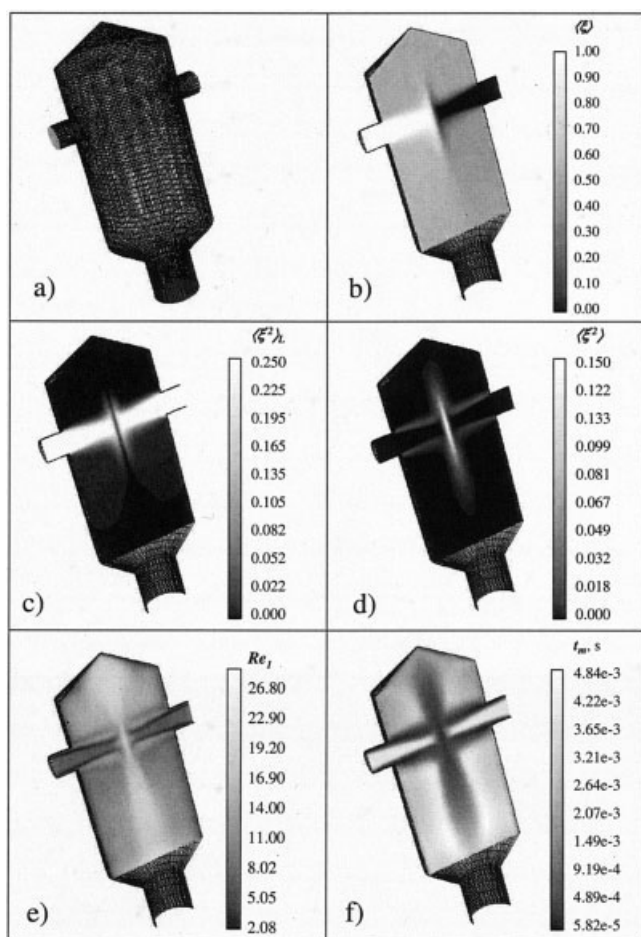 a)
⟨ξ⟩
1.00
0.90
0.80
0.70
0.60
0.50
0.40
0.30
0.20
0.10
0.00
b)
⟨ξ²⟩L
0.250
0.225
0.195
0.165
0.135
0.105
0.082
0.052
0.022
0.000
c)
⟨ξ²⟩
0.150
0.122
0.133
0.099
0.081
0.067
0.049
0.032
0.018
0.000
d)
Re_l
26.80
22.90
19.20
16.90
14.00
11.00
8.02
5.05
2.08
e)
t_m, s
4.84e-3
4.22e-3
3.65e-3
3.21e-3
2.64e-3
2.07e-3
1.49e-3
9.19e-4
4.89e-4
5.82e-5
f)